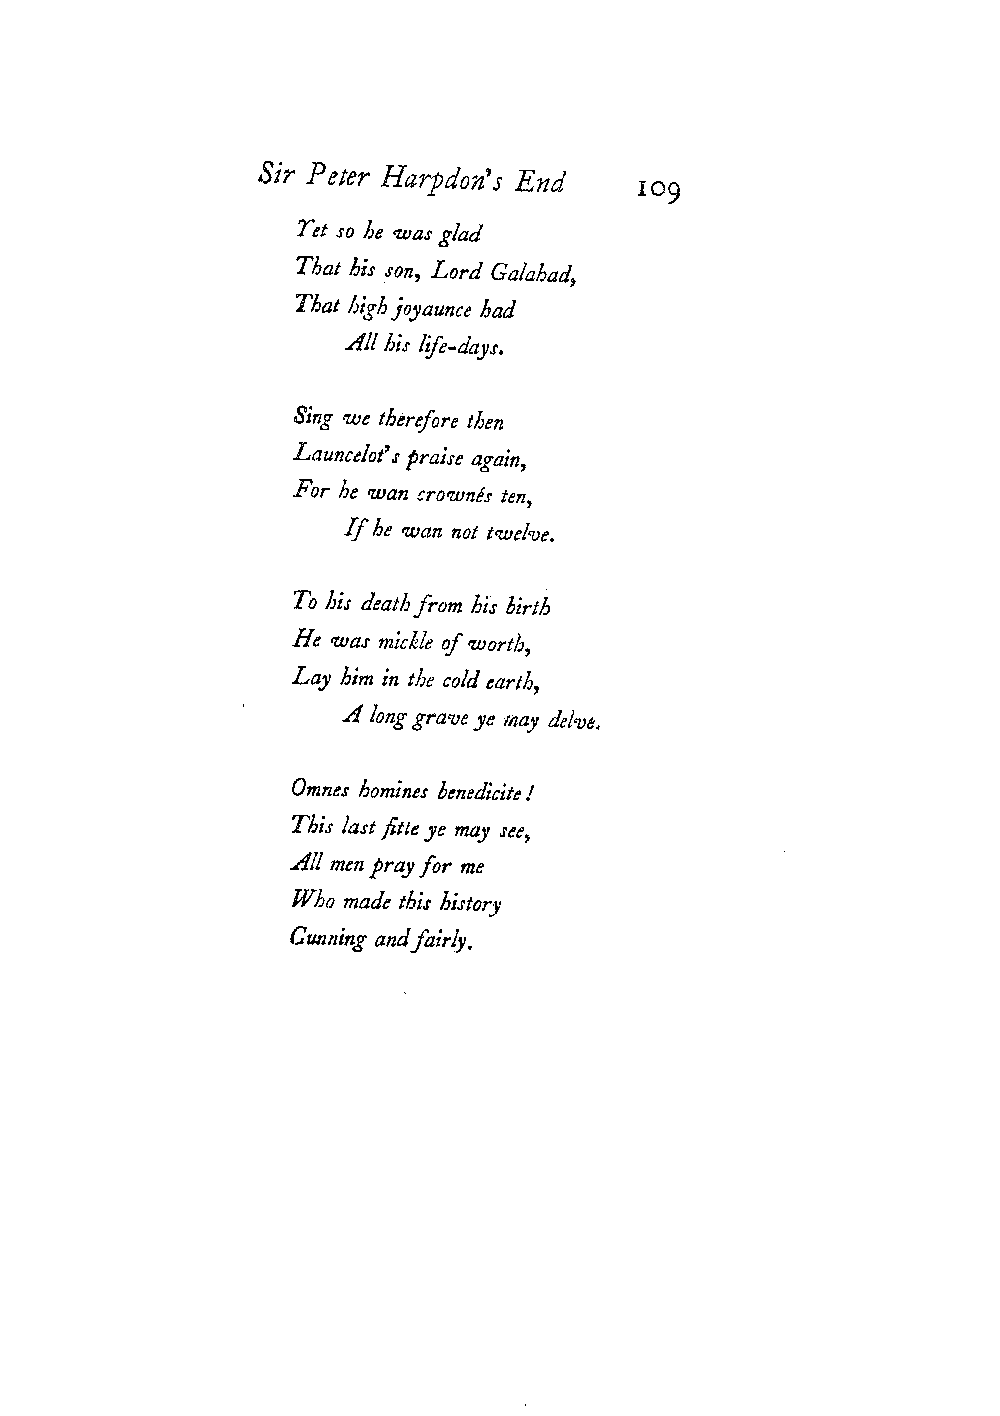 Sir Peter Harpdon's End 109
Yet so he was glad
That his son, Lord Galahad,
That high joyaunce had
All his life-days.
Sing we therefore then
Launcelot's praise again,
For he wan crownés ten,
If he wan not twelve.
To his death from his birth
He was mickle of worth,
Lay him in the cold earth,
A long grave ye may delve.
Omnes homines benedicite!
This last fitte ye may see,
All men pray for me
Who made this history
Cunning and fairly.